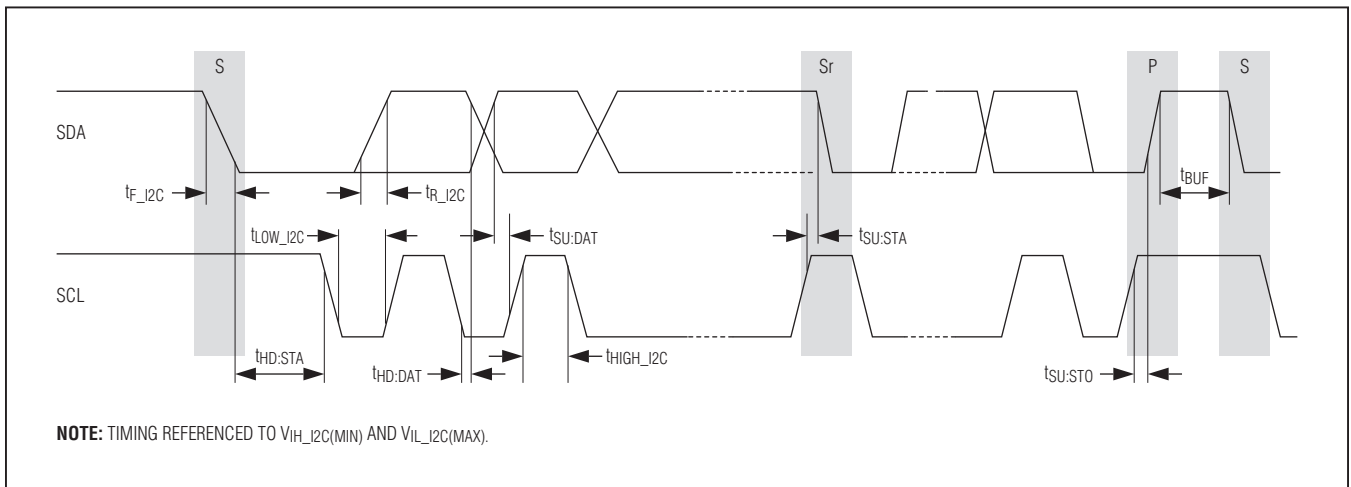 S
Sr
P
S
SDA
tF_I2C
tR_I2C
tBUF
tLOW_I2C
tSU:DAT
tSU:STA
SCL
tHD:STA
tHD:DAT
tHIGH_I2C
tSU:STO
NOTE: TIMING REFERENCED TO VIH_I2C(MIN) AND VIL_I2C(MAX).